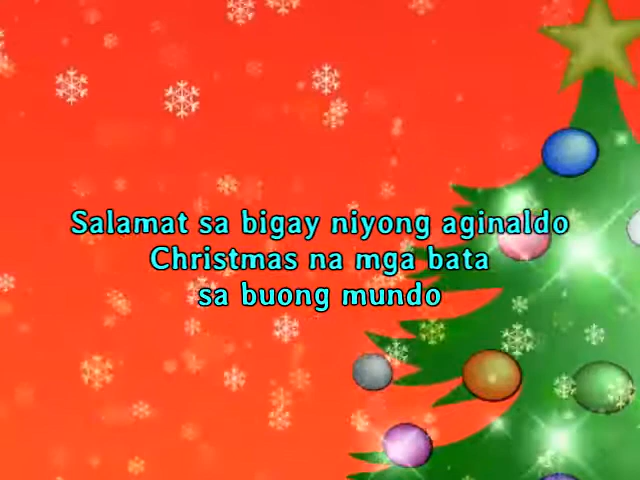 Salamat sa bigay niyong aginaldo
Christmas na mga bata
sa buong mundo